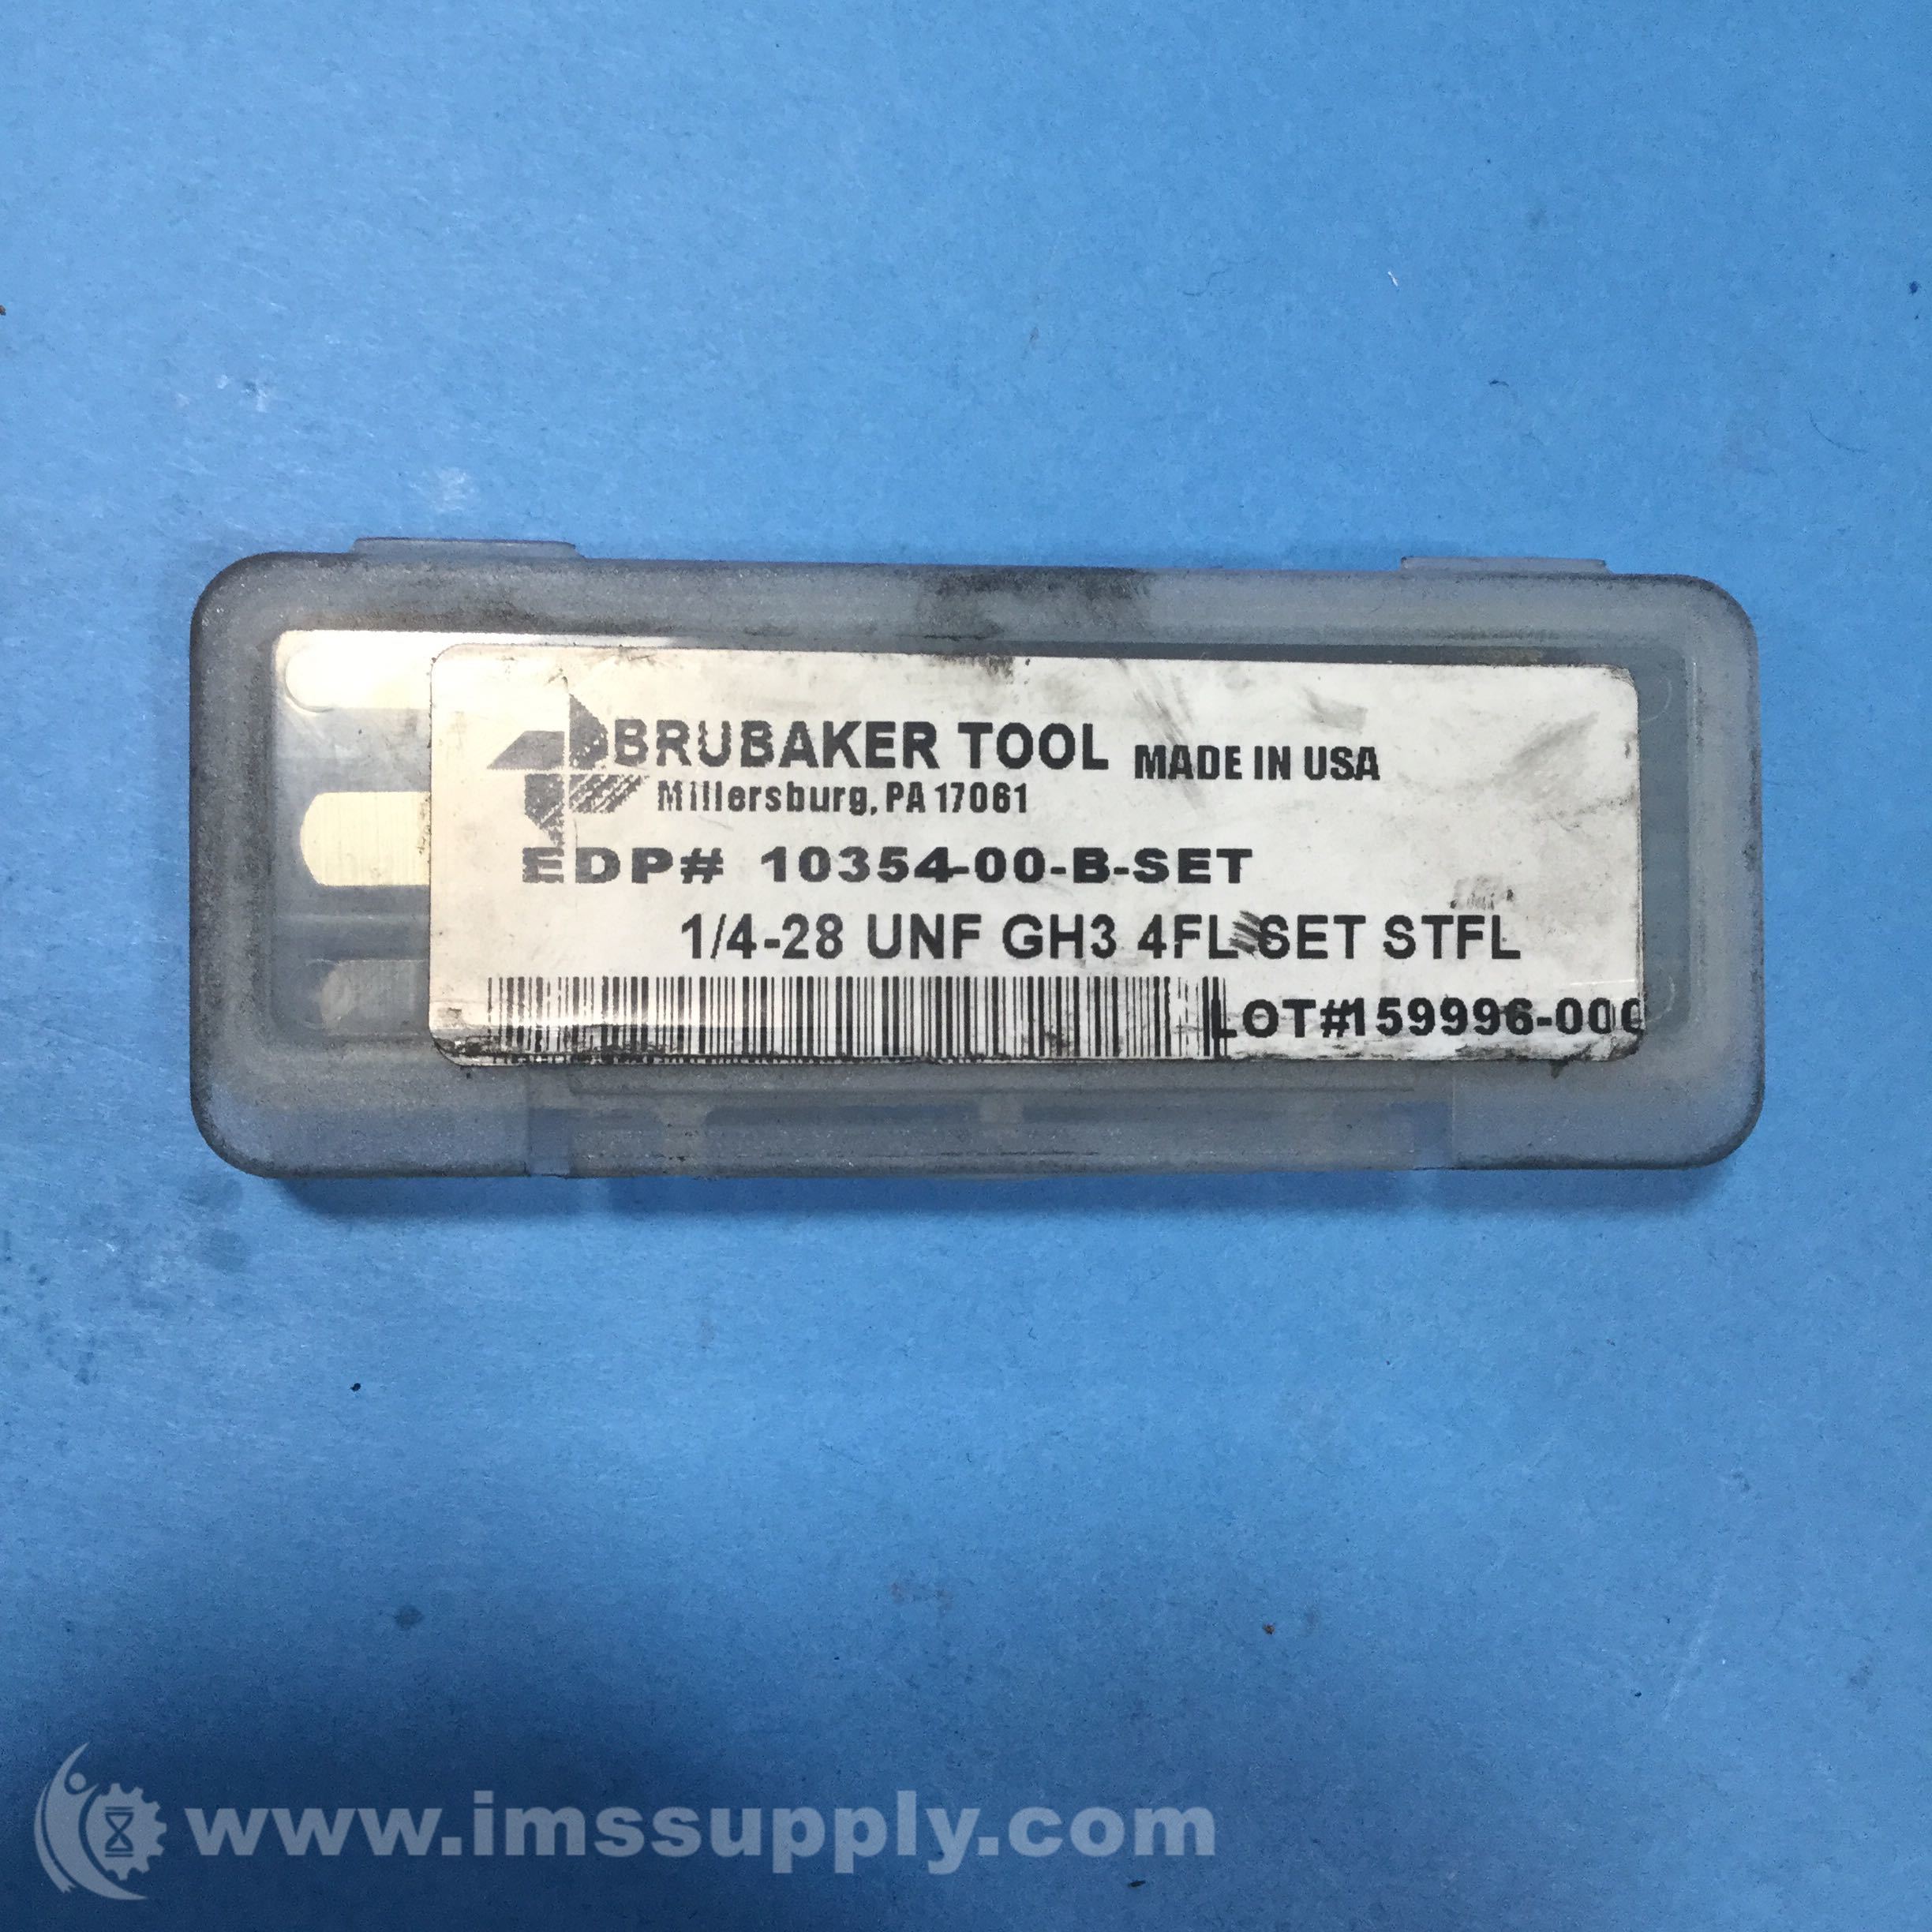 BRUBAKER TOOL MADE IN USA
Millersburg, PA 17061
EDP# 10354-00-B-SET
1/4-28 UNF GH3 4FL SET STFL
LOT#159996-000
www.imssupply.com